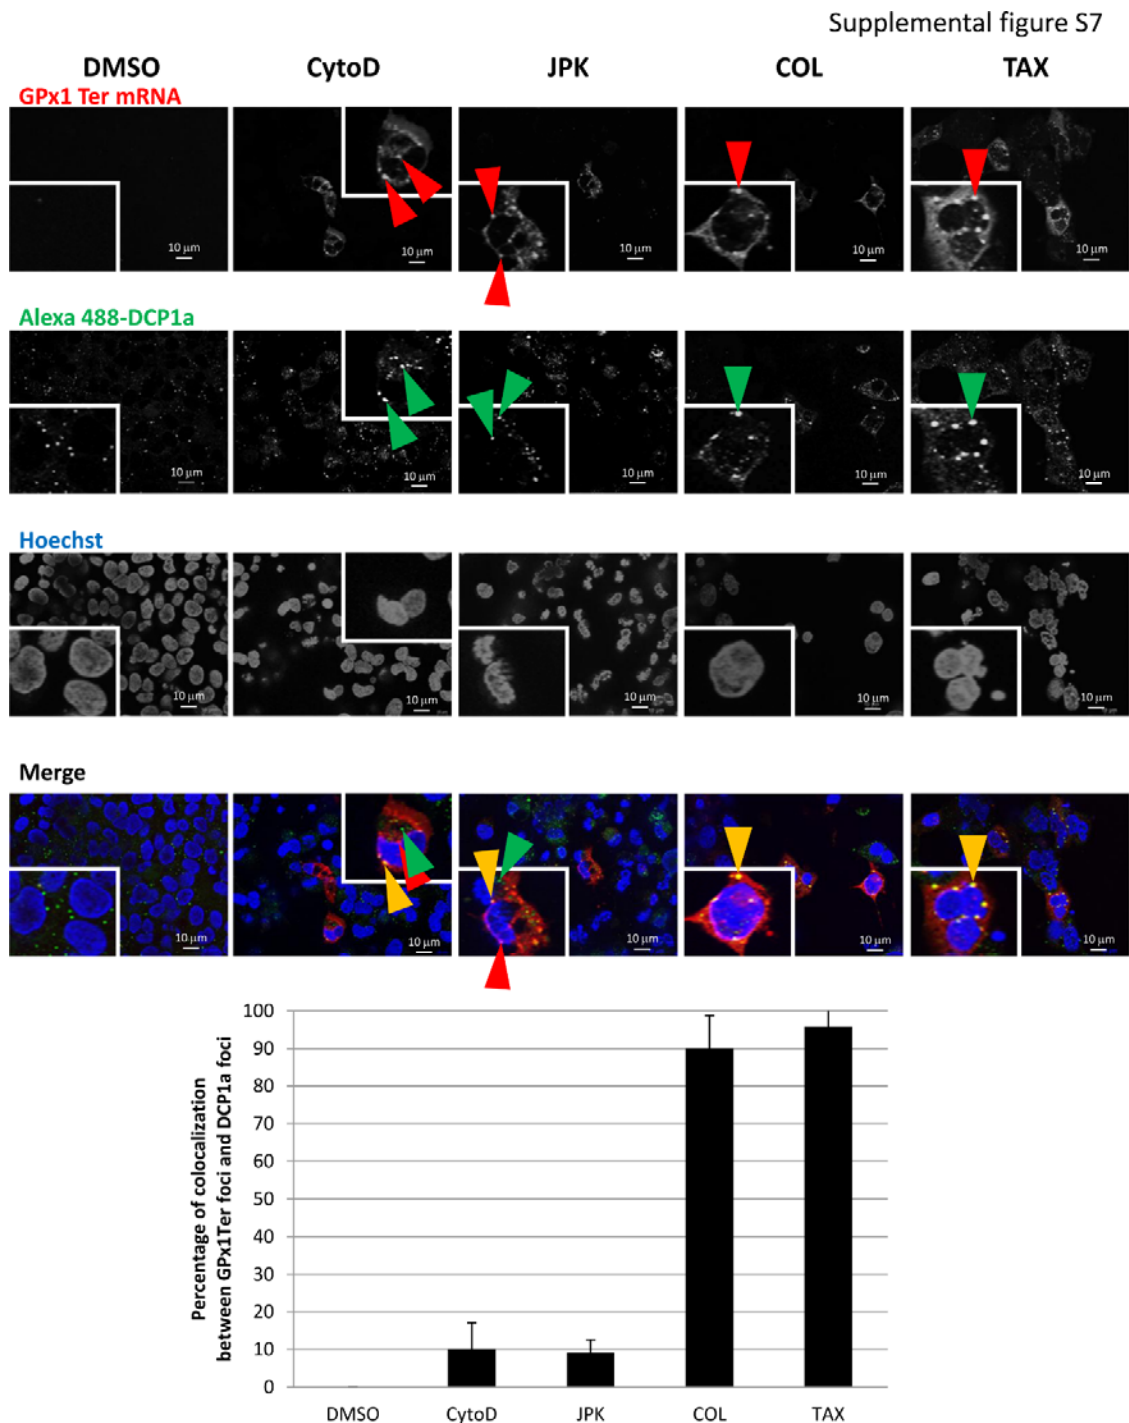 Supplemental figure S7
DMSO CytoD JPK COL TAX
GPx1 Ter mRNA
10 µm 10 µm 10 µm 10 µm 10 µm
Alexa 488-DCP1a
10 µm 10 µm 10 µm 10 µm 10 µm
Hoechst
10 µm 10 µm 10 µm 10 µm 10 µm
Merge
10 µm 10 µm 10 µm 10 µm 10 µm
Percentage of colocalization
between GPx1Ter foci and DCP1a foci
100
90
80
70
60
50
40
30
20
10
0
DMSO CytoD JPK COL TAX